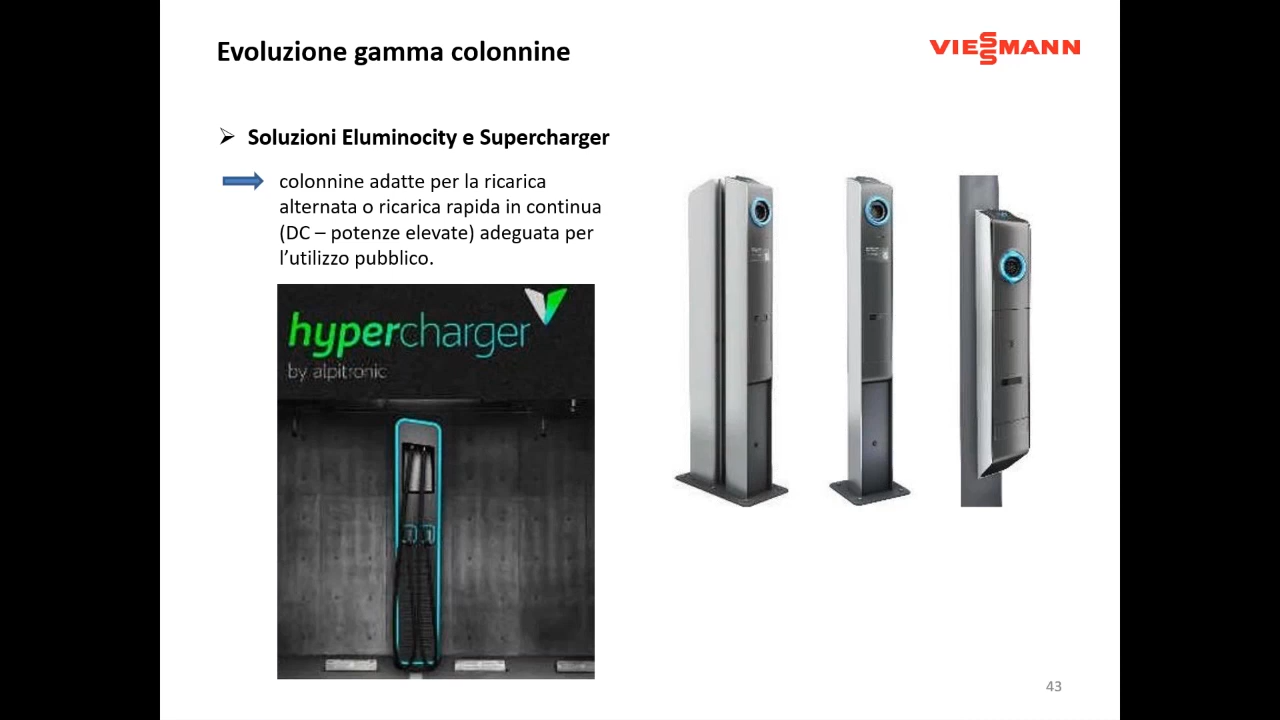 Evoluzione gamma colonnine
VIESSMANN
➢ Soluzioni Eluminocity e Supercharger
colonnine adatte per la ricarica
alternata o ricarica rapida in continua
(DC – potenze elevate) adeguata per
l’utilizzo pubblico.
hypercharger
by alpitronic
43